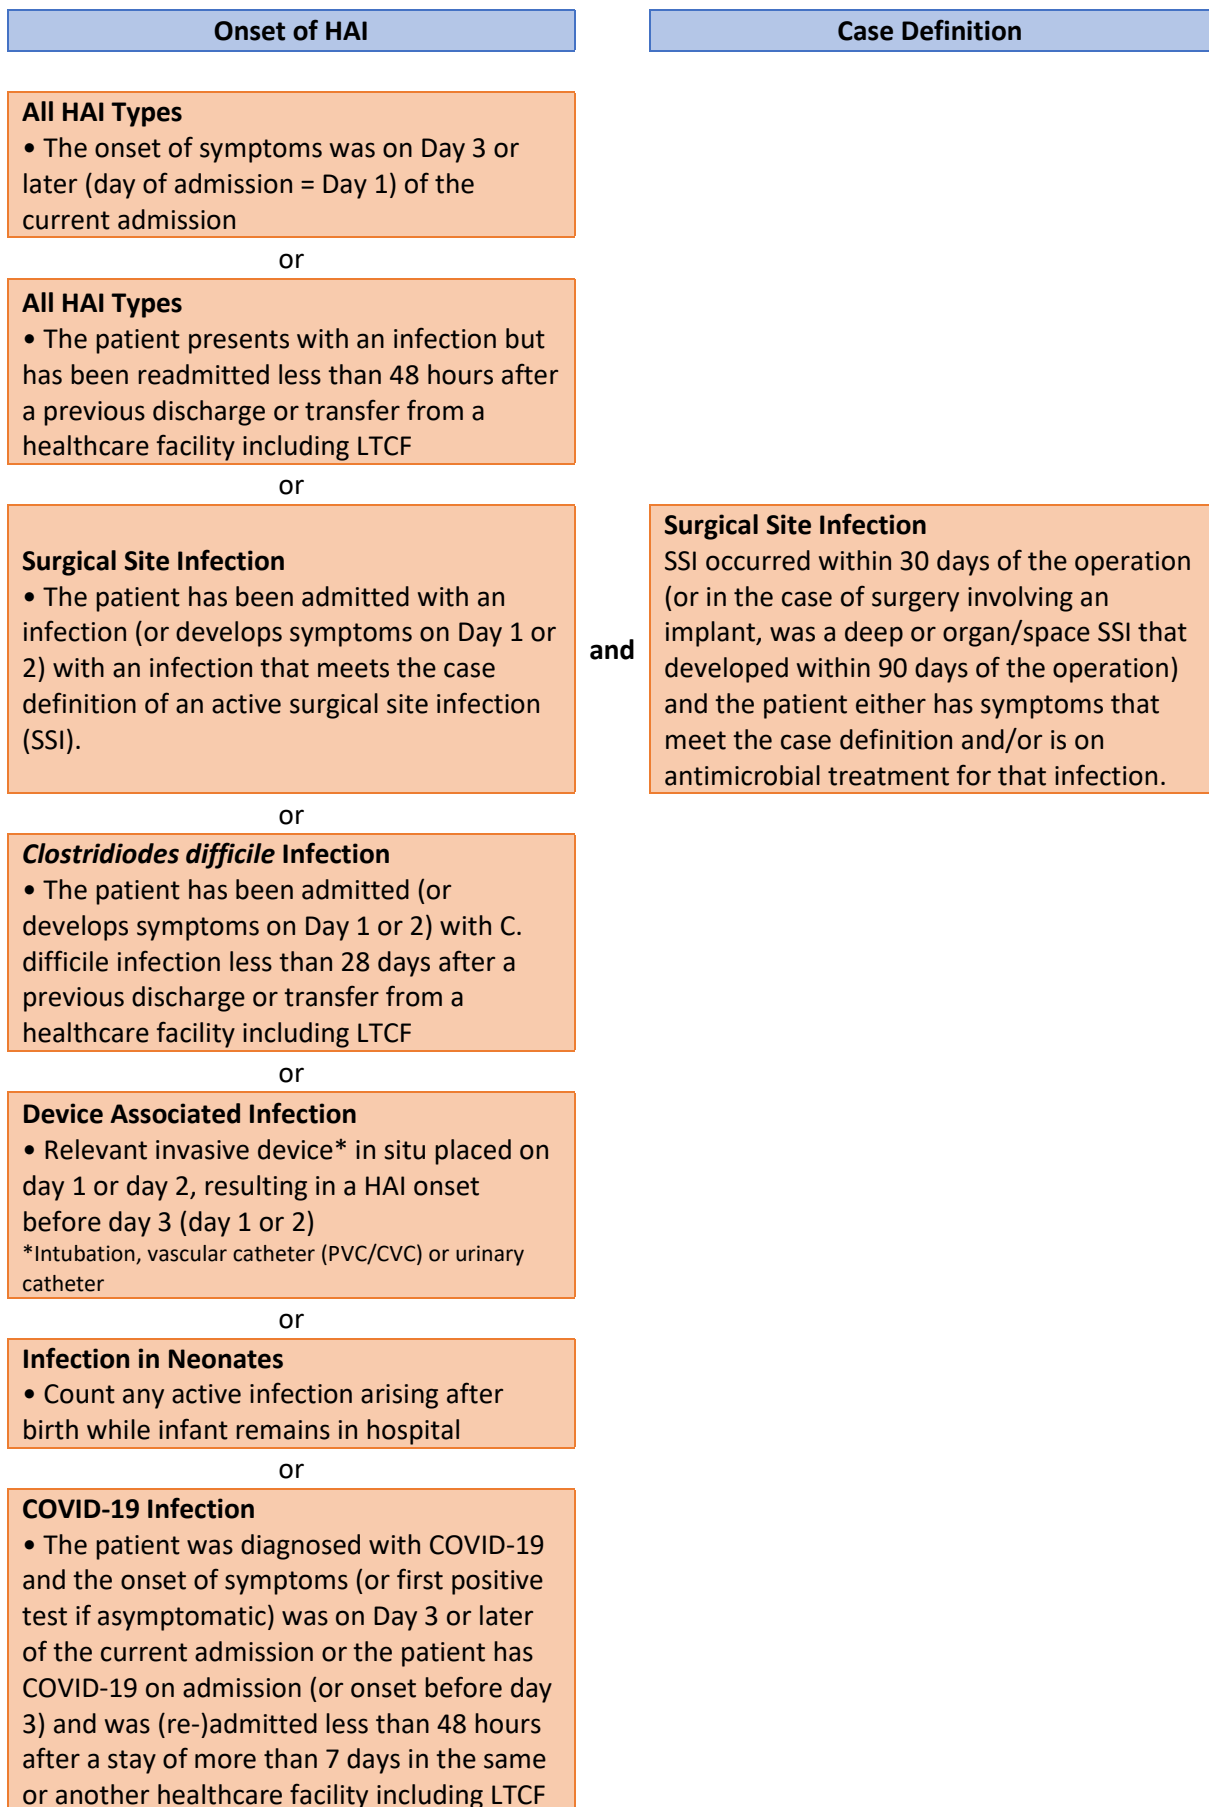 Onset of HAI
Case Definition
All HAI Types
• The onset of symptoms was on Day 3 or
later (day of admission = Day 1) of the
current admission
or
All HAI Types
• The patient presents with an infection but
has been readmitted less than 48 hours after
a previous discharge or transfer from a
healthcare facility including LTCF
or
Surgical Site Infection
• The patient has been admitted with an
infection (or develops symptoms on Day 1 or
2) with an infection that meets the case
definition of an active surgical site infection
(SSI).
and
Surgical Site Infection
SSI occurred within 30 days of the operation
(or in the case of surgery involving an
implant, was a deep or organ/space SSI that
developed within 90 days of the operation)
and the patient either has symptoms that
meet the case definition and/or is on
antimicrobial treatment for that infection.
or
Clostridiodes difficile Infection
• The patient has been admitted (or
develops symptoms on Day 1 or 2) with C.
difficile infection less than 28 days after a
previous discharge or transfer from a
healthcare facility including LTCF
or
Device Associated Infection
• Relevant invasive device* in situ placed on
day 1 or day 2, resulting in a HAI onset
before day 3 (day 1 or 2)
*Intubation, vascular catheter (PVC/CVC) or urinary
catheter
or
Infection in Neonates
• Count any active infection arising after
birth while infant remains in hospital
or
COVID-19 Infection
• The patient was diagnosed with COVID-19
and the onset of symptoms (or first positive
test if asymptomatic) was on Day 3 or later
of the current admission or the patient has
COVID-19 on admission (or onset before day
3) and was (re-)admitted less than 48 hours
after a stay of more than 7 days in the same
or another healthcare facility including LTCF